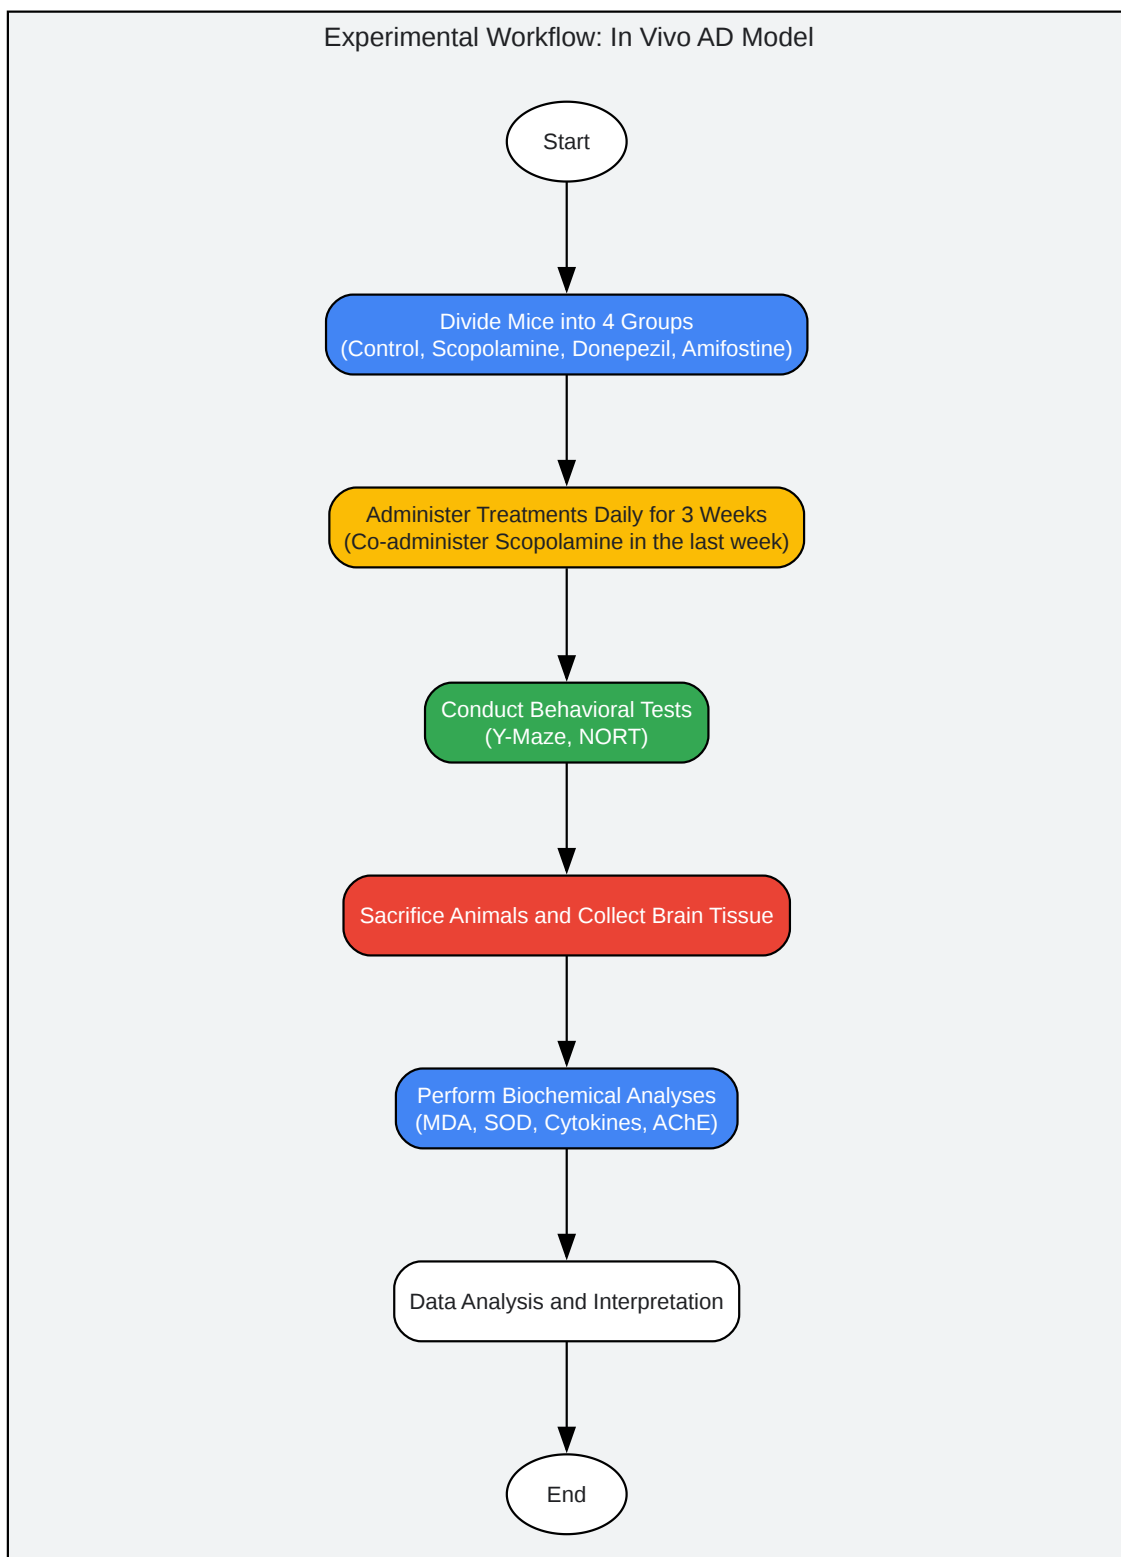 Experimental Workflow: In Vivo AD Model
Start
Divide Mice into 4 Groups
(Control, Scopolamine, Donepezil, Amifostine)
Administer Treatments Daily for 3 Weeks
(Co-administer Scopolamine in the last week)
Conduct Behavioral Tests
(Y-Maze, NORT)
Sacrifice Animals and Collect Brain Tissue
Perform Biochemical Analyses
(MDA, SOD, Cytokines, AChE)
Data Analysis and Interpretation
End